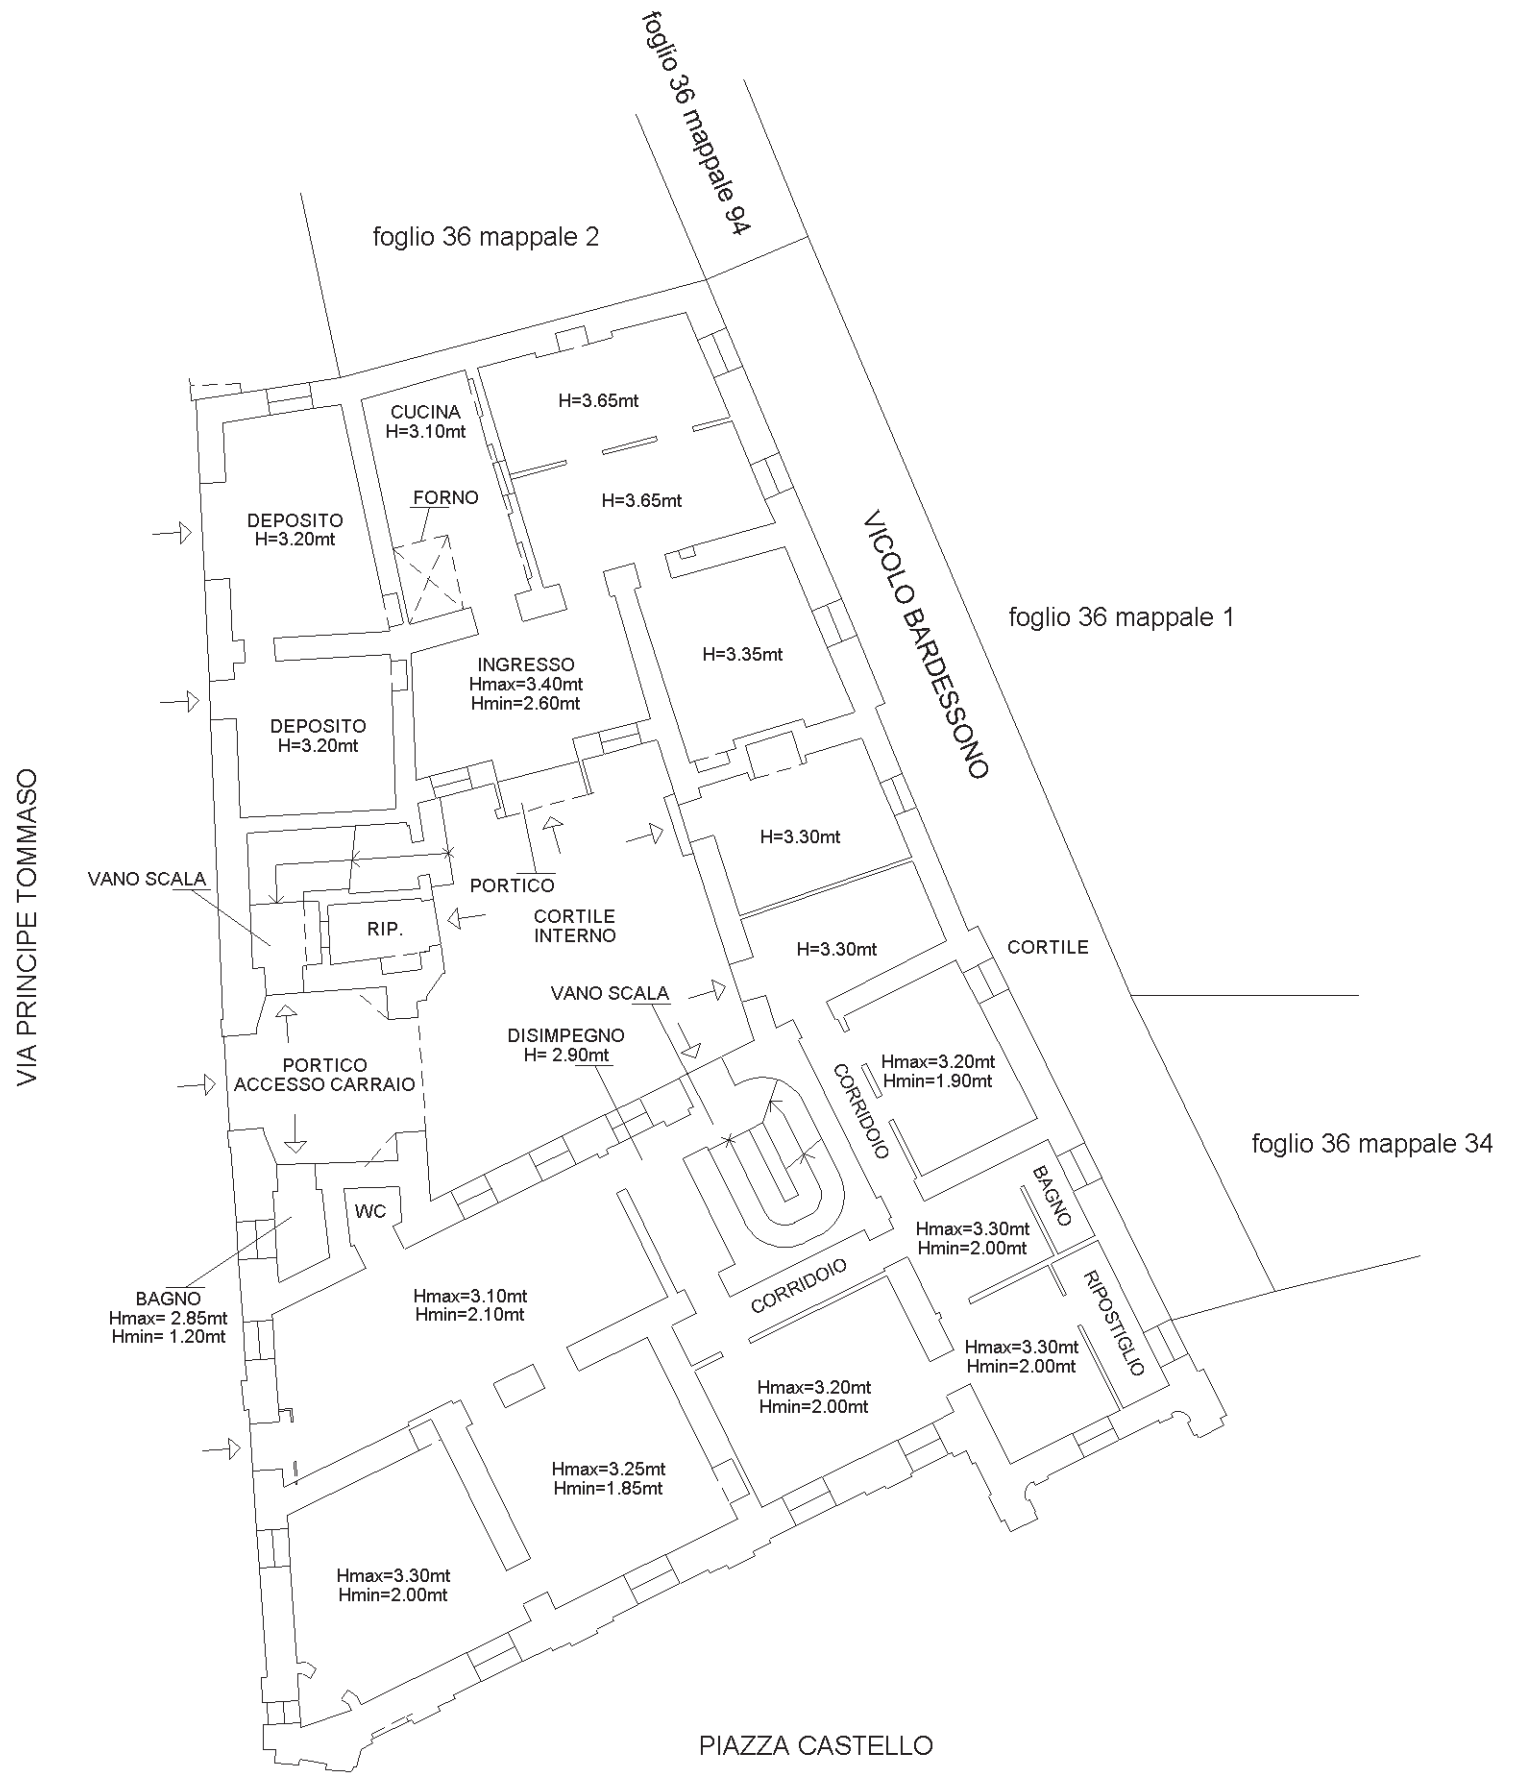 foglio 36 mappale 94
foglio 36 mappale 2
H=3.65mt
CUCINA
H=3.10mt
FORNO
H=3.65mt
DEPOSITO
H=3.20mt
VICOLO BARDESSONO
foglio 36 mappale 1
H=3.35mt
INGRESSO
Hmax=3.40mt
Hmin=2.60mt
DEPOSITO
H=3.20mt
VIA PRINCIPE TOMMASO
H=3.30mt
VANO SCALA
PORTICO
RIP.
CORTILE
INTERNO
H=3.30mt
CORTILE
VANO SCALA
DISIMPEGNO
H= 2.90mt
PORTICO
ACCESSO CARRAIO
CORRIDOIO
Hmax=3.20mt
Hmin=1.90mt
foglio 36 mappale 34
BAGNO
WC
Hmax=3.30mt
Hmin=2.00mt
CORRIDOIO
RIPOSTIGLIO
BAGNO
Hmax= 2.85mt
Hmin= 1.20mt
Hmax=3.10mt
Hmin=2.10mt
Hmax=3.30mt
Hmin=2.00mt
Hmax=3.20mt
Hmin=2.00mt
Hmax=3.25mt
Hmin=1.85mt
Hmax=3.30mt
Hmin=2.00mt
PIAZZA CASTELLO